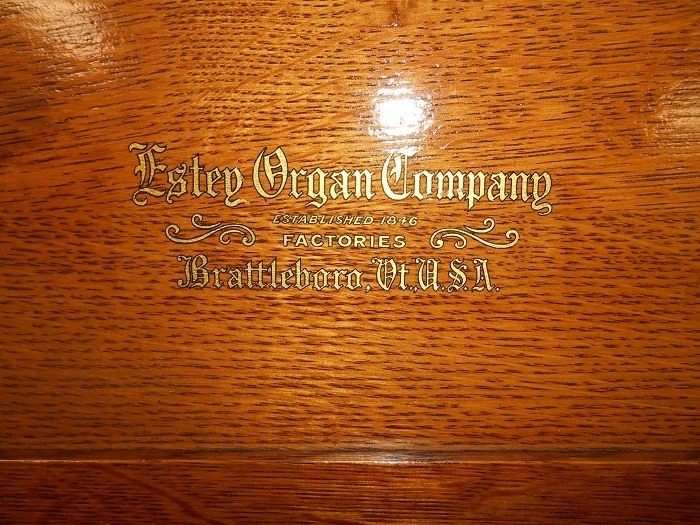 Estey Organ Company
ESTABLISHED 1846
FACTORIES
Brattleboro, Vt., U.S.A.